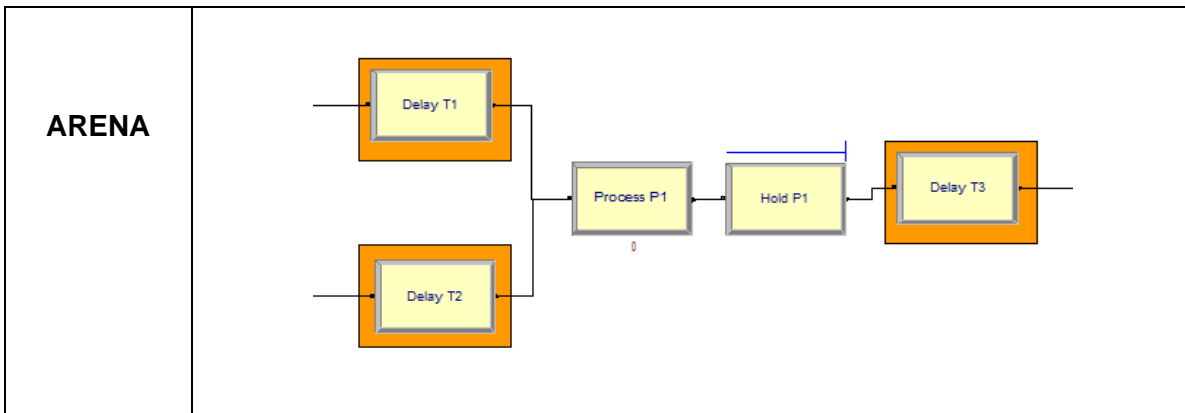 ARENA
Delay T1
Process P1
0
Hold P1
Delay T3
Delay T2